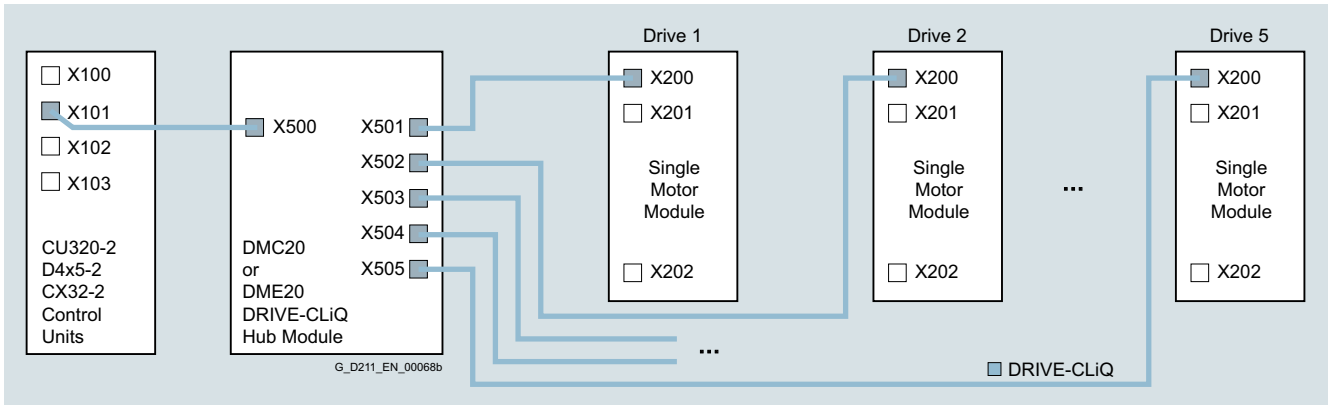 Drive 1
Drive 2
Drive 5
X100
X101
X102
X103
CU320-2
D4x5-2
CX32-2
Control
Units
X500
X501
X502
X503
X504
X505
DMC20
or
DME20
DRIVE-CLiQ
Hub Module
G_D211_EN_00068b
X200
X201
Single
Motor
Module
X202
X200
X201
Single
Motor
Module
X202
...
X200
X201
Single
Motor
Module
X202
...
DRIVE-CLiQ